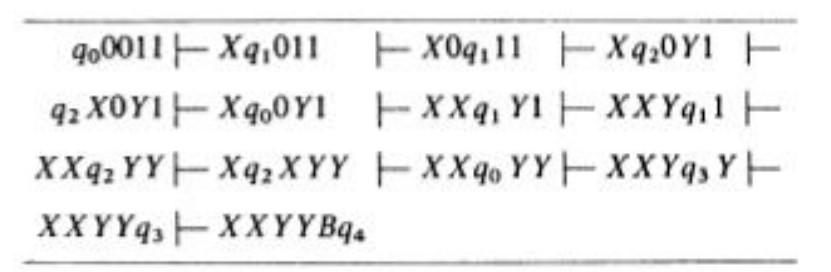 q₀0011 ⊢ Xq₁011 ⊢ X0q₁11 ⊢ Xq₂0Y1 ⊢
q₂X0Y1 ⊢ Xq₀0Y1 ⊢ XXq₁Y1 ⊢ XXYq₁1 ⊢
XXq₂YY ⊢ Xq₂XYY ⊢ XXq₀YY ⊢ XXYq₃Y ⊢
XXYYq₃ ⊢ XXYYBq₄